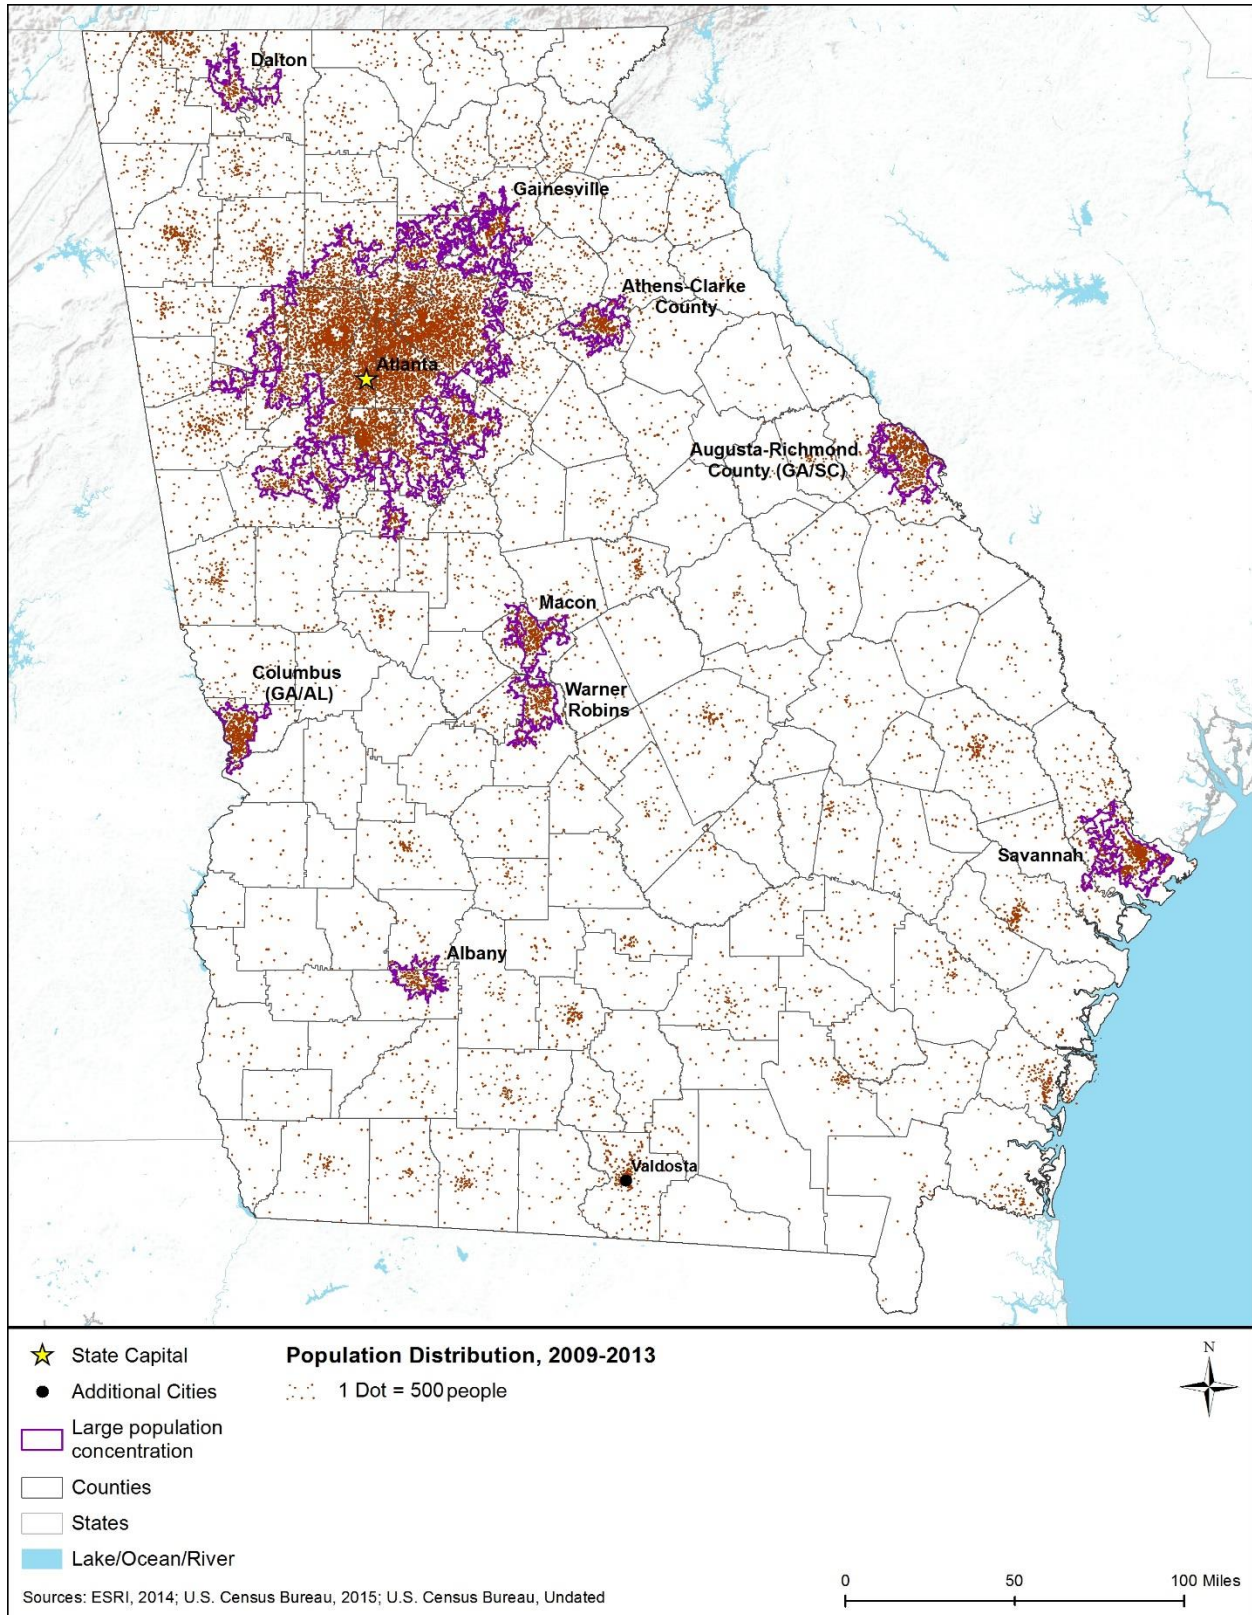 Dalton
Gainesville
Athens-Clarke
County
Atlanta
Augusta-Richmond
County (GA/SC)
Macon
Columbus
(GA/AL)
Warner
Robins
Savannah
Albany
Valdosta
State Capital
Additional Cities
Large population
concentration
Counties
States
Lake/Ocean/River
Population Distribution, 2009-2013
1 Dot = 500 people
N
0 50 100 Miles
Sources: ESRI, 2014; U.S. Census Bureau, 2015; U.S. Census Bureau, Undated